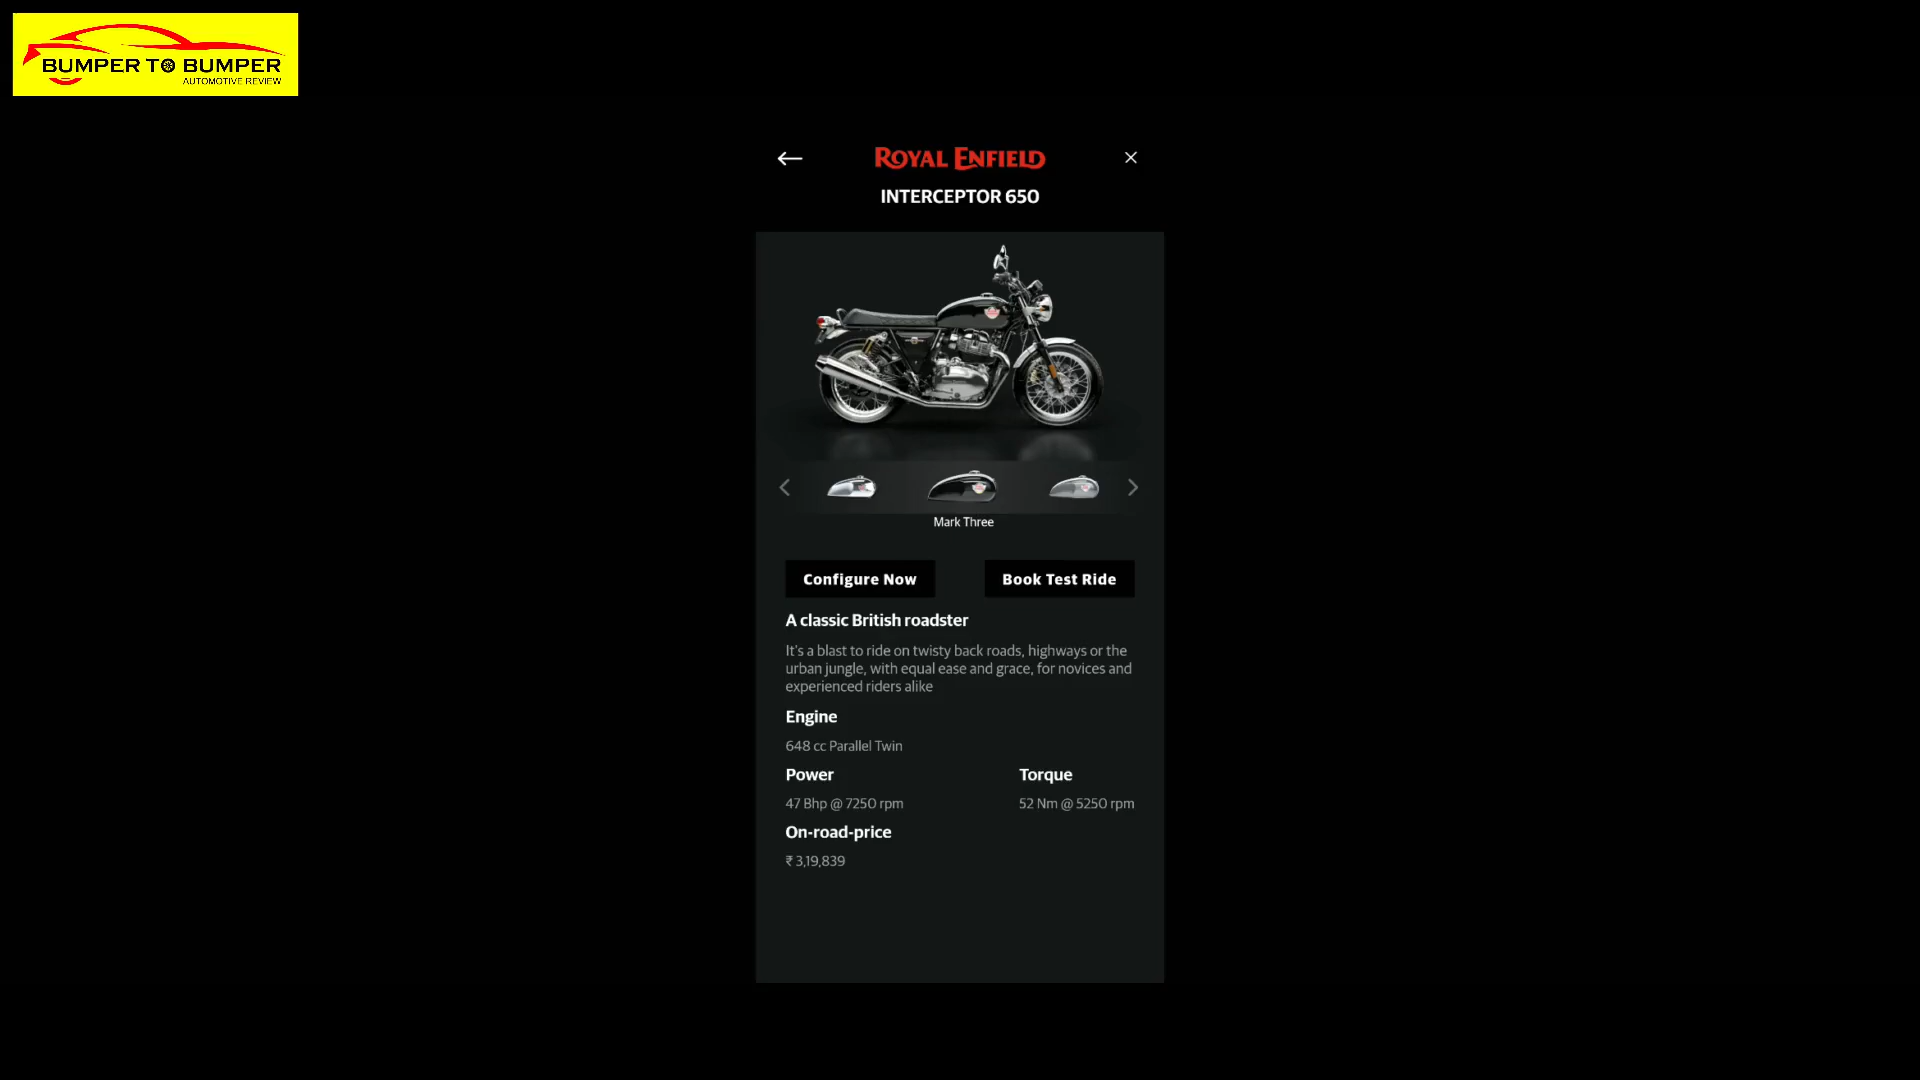 BUMPER TO BUMPER
AUTOMOTIVE REVIEW
ROYAL ENFIELD
INTERCEPTOR 650
Mark Three
Configure Now
Book Test Ride
A classic British roadster
It's a blast to ride on twisty back roads, highways or the
urban jungle, with equal ease and grace, for novices and
experienced riders alike
Engine
648 cc Parallel Twin
Power
Torque
47 Bhp @ 7250 rpm
52 Nm @ 5250 rpm
On-road-price
₹ 3,19,839